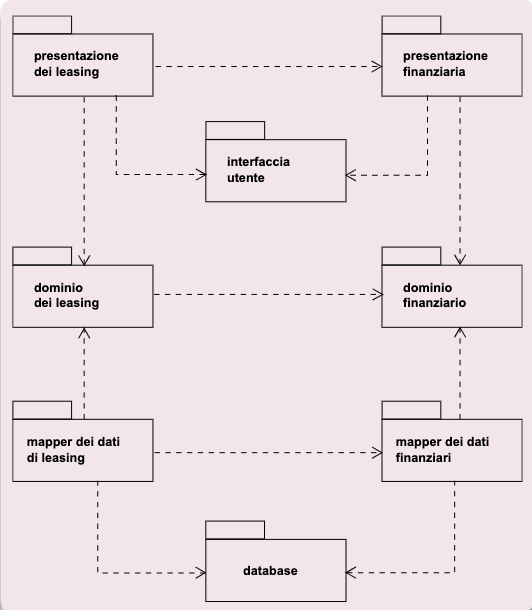 presentazione
dei leasing
presentazione
finanziaria
interfaccia
utente
dominio
dei leasing
dominio
finanziario
mapper dei dati
di leasing
mapper dei dati
finanziari
database